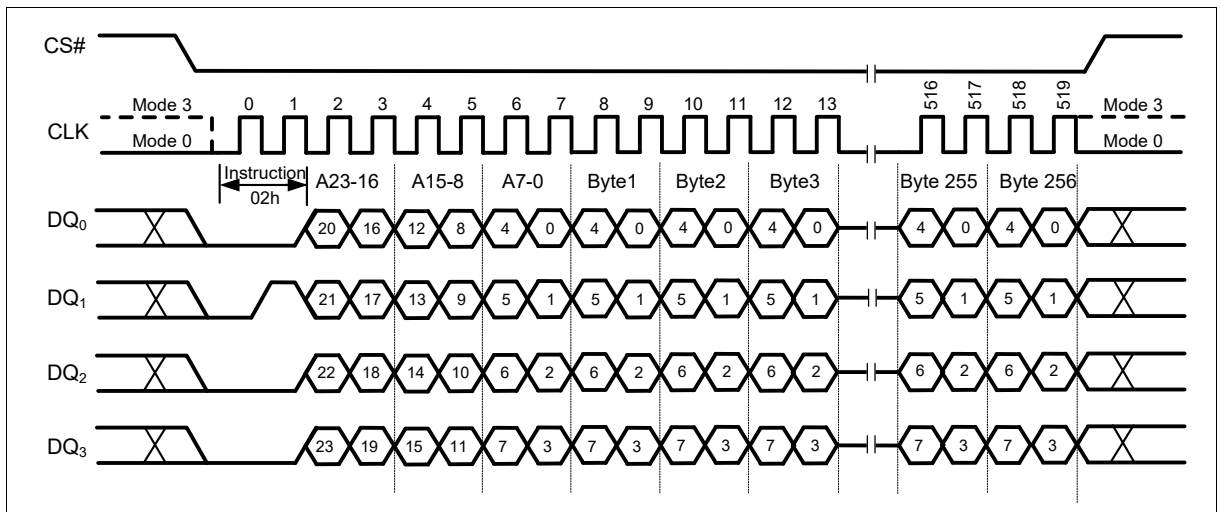 CS#
Mode 3 0 1 2 3 4 5 6 7 8 9 10 11 12 13 516 517 518 519 Mode 3
CLK
Mode 0 Mode 0
Instruction A23-16 A15-8 A7-0 Byte1 Byte2 Byte3 Byte 255 Byte 256
02h
DQ0 20 16 12 8 4 0 4 0 4 0 4 0 4 0 4 0
DQ1 21 17 13 9 5 1 5 1 5 1 5 1 5 1 5 1
DQ2 22 18 14 10 6 2 6 2 6 2 6 2 6 2 6 2
DQ3 23 19 15 11 7 3 7 3 7 3 7 3 7 3 7 3